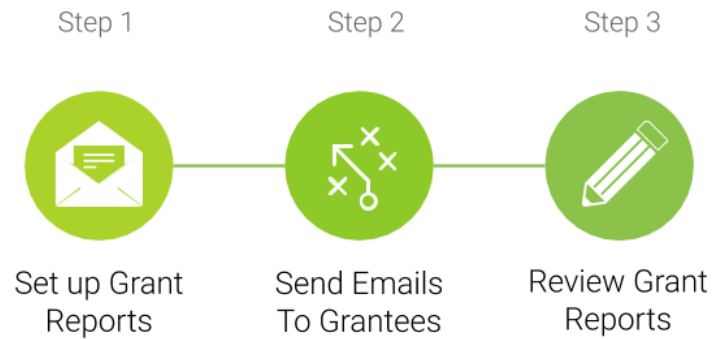 Step 1
Step 2
Step 3
Set up Grant
Reports
Send Emails
To Grantees
Review Grant
Reports